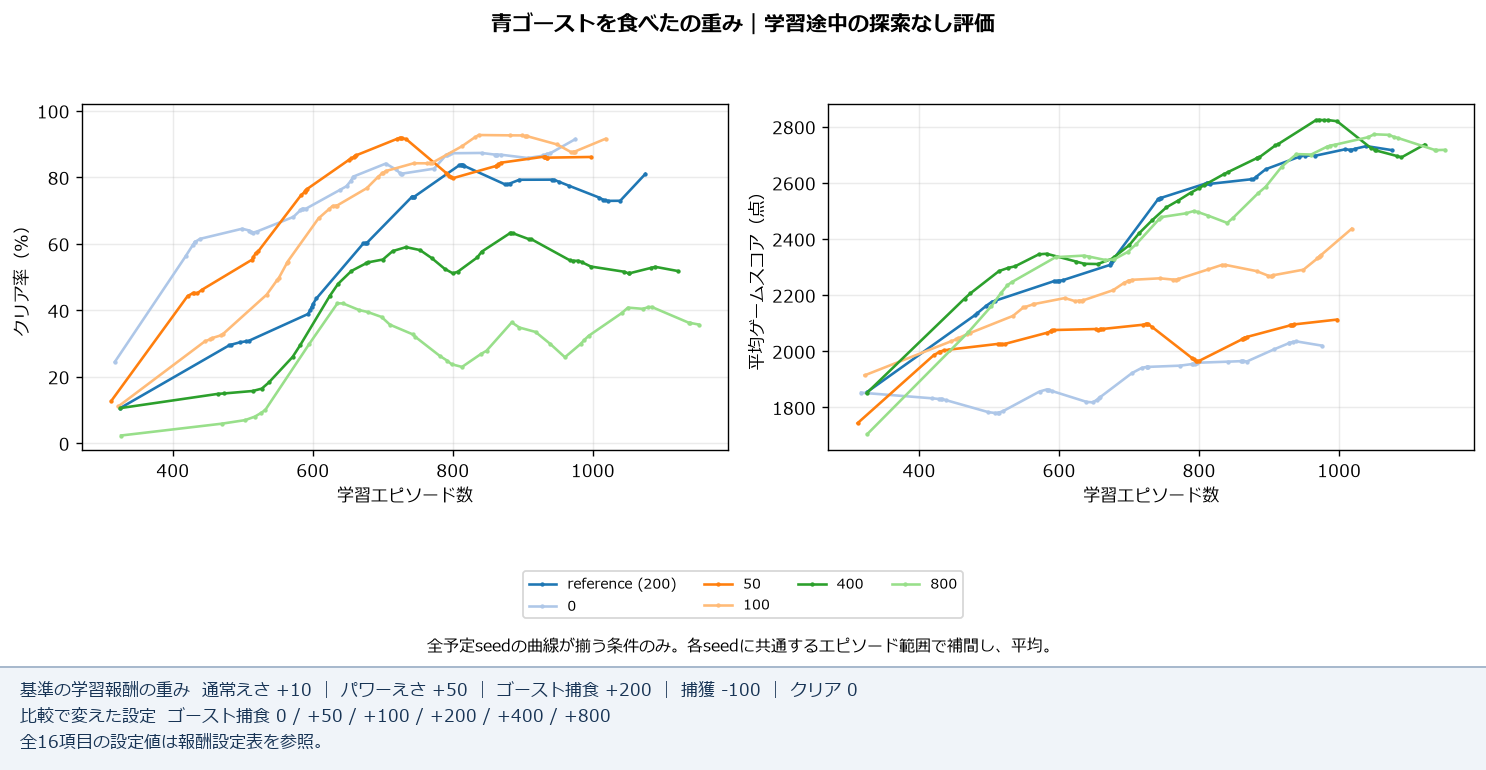 青ゴーストを食べたの重み｜学習途中の探索なし評価
クリア率（%）
100
80
60
40
20
0
400 600 800 1000
学習エピソード数
平均ゲームスコア（点）
2800
2600
2400
2200
2000
1800
400 600 800 1000
学習エピソード数
reference (200) 50 400 800
0 100
全予定seedの曲線が揃う条件のみ。各seedに共通するエピソード範囲で補間し、平均。
基準の学習報酬の重み 通常えさ +10 ｜ パワーえさ +50 ｜ ゴースト捕食 +200 ｜ 捕獲 -100 ｜ クリア 0
比較で変えた設定 ゴースト捕食 0 / +50 / +100 / +200 / +400 / +800
全16項目の設定値は報酬設定表を参照。